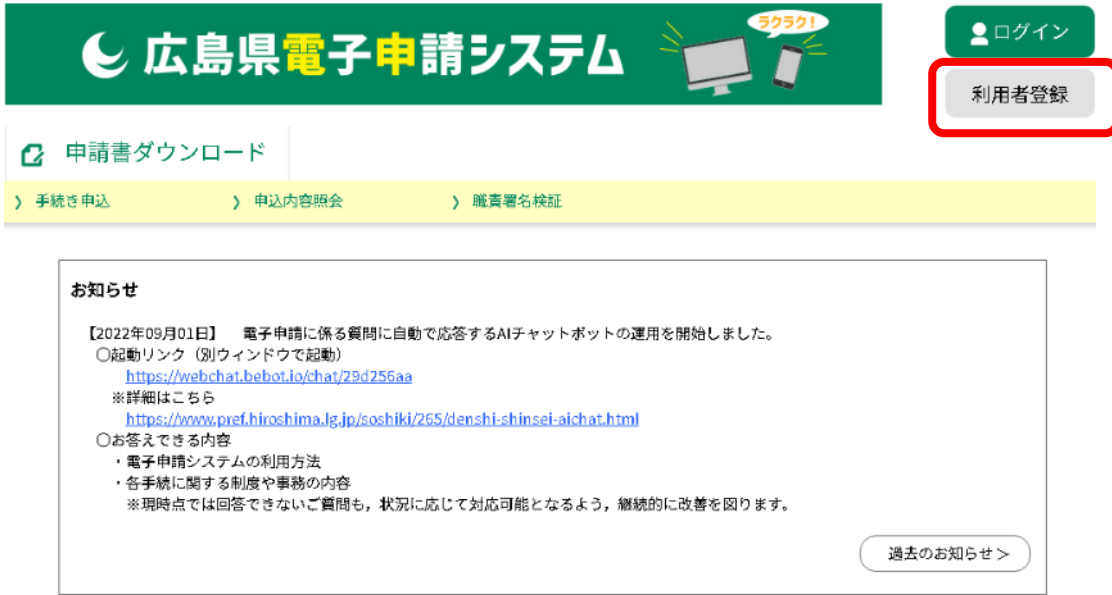 広島県電子申請システム
ラクラク!
ログイン
利用者登録
申請書ダウンロード
》 手続き申込
》 申込内容照会
》 職責署名検証
お知らせ
【2022年09月01日】 電子申請に係る質問に自動で応答するAIチャットボットの運用を開始しました。
○起動リンク（別ウィンドウで起動）
https://webchat.bebot.io/chat/29d256aa
※詳細はこちら
https://www.pref.hiroshima.lg.jp/soshiki/265/denshi-shinsei-aichat.html
○お答えできる内容
・電子申請システムの利用方法
・各手続に関する制度や事務の内容
※現時点では回答できないご質問も，状況に応じて対応可能となるよう，継続的に改善を図ります。
過去のお知らせ＞